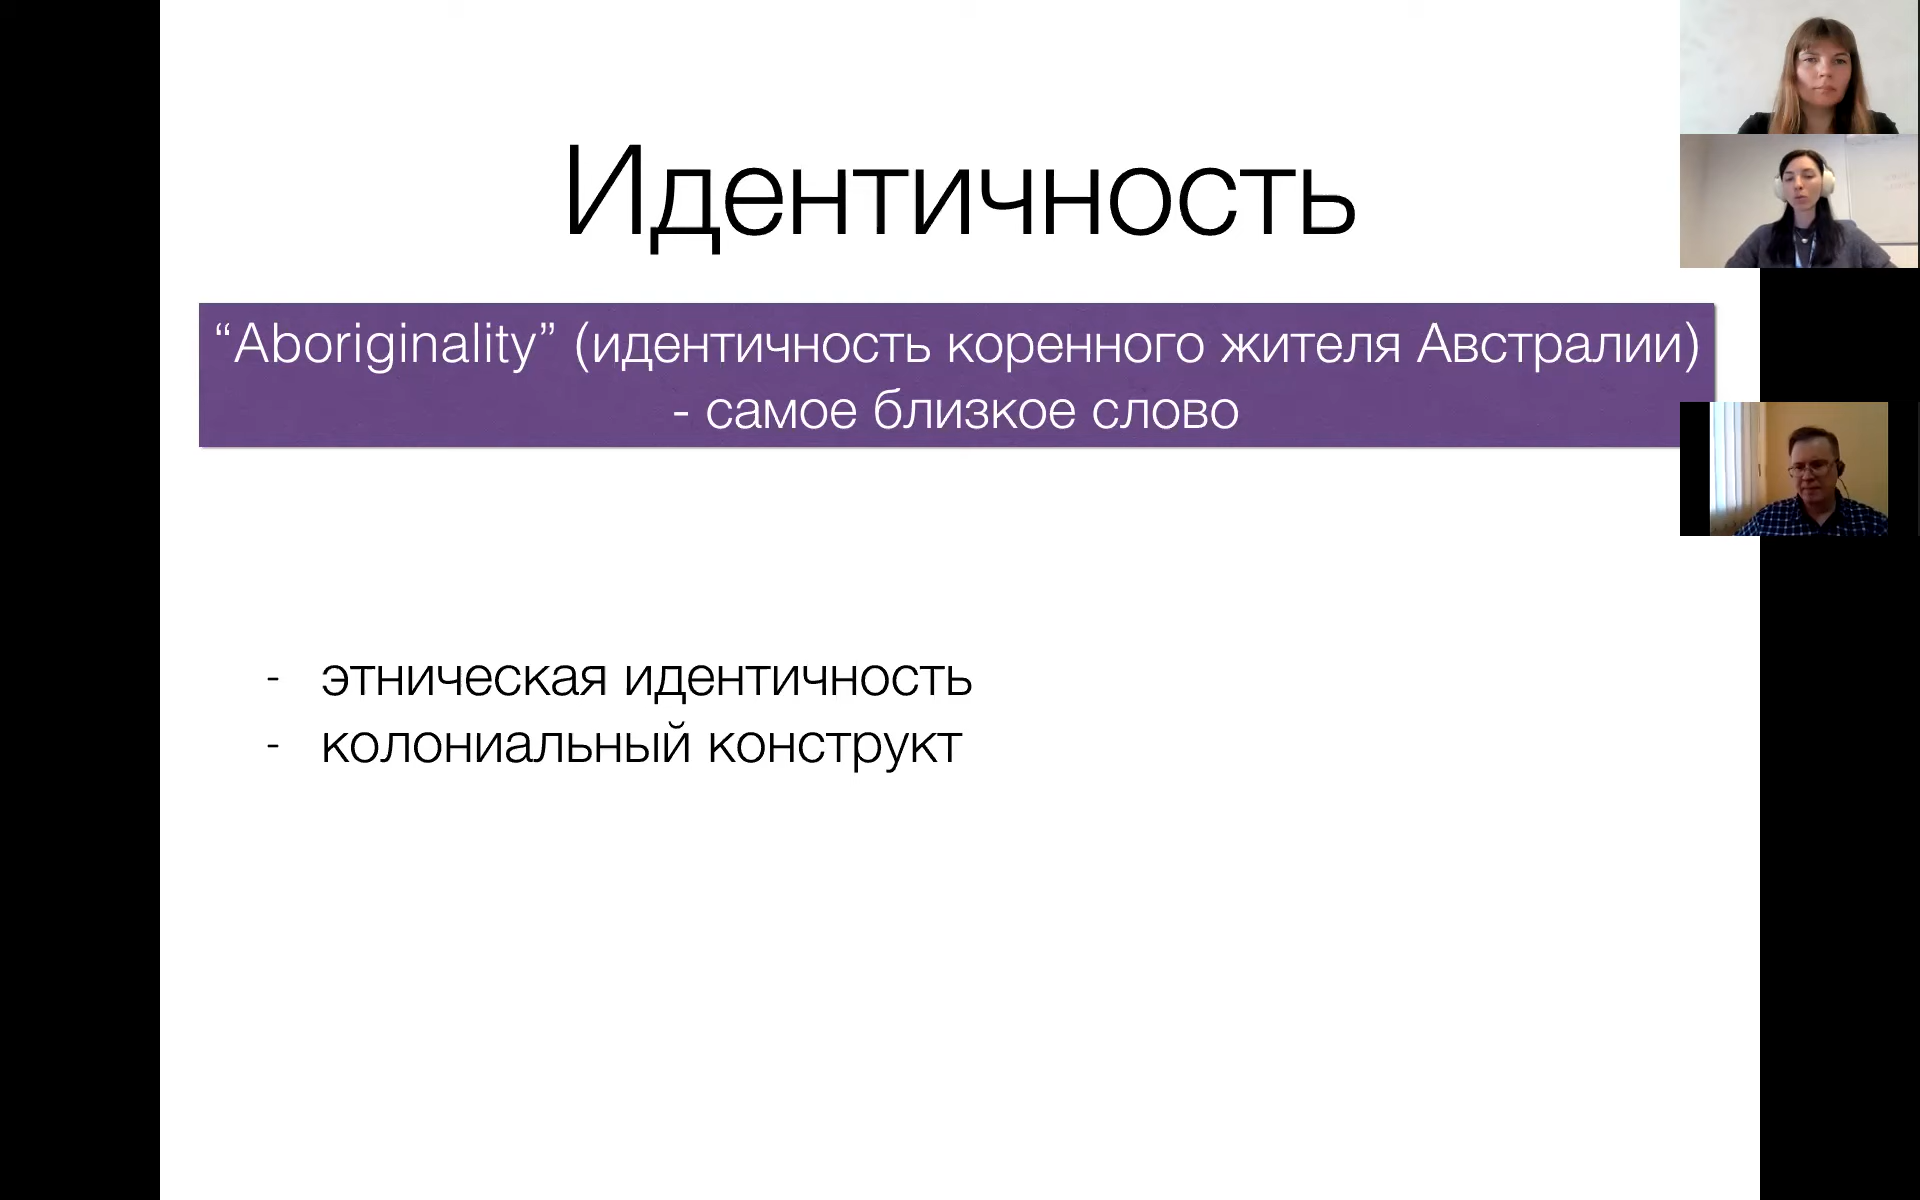 Идентичность
“Aboriginality” (идентичность коренного жителя Австралии)
- самое близкое слово
- этническая идентичность
- колониальный конструкт